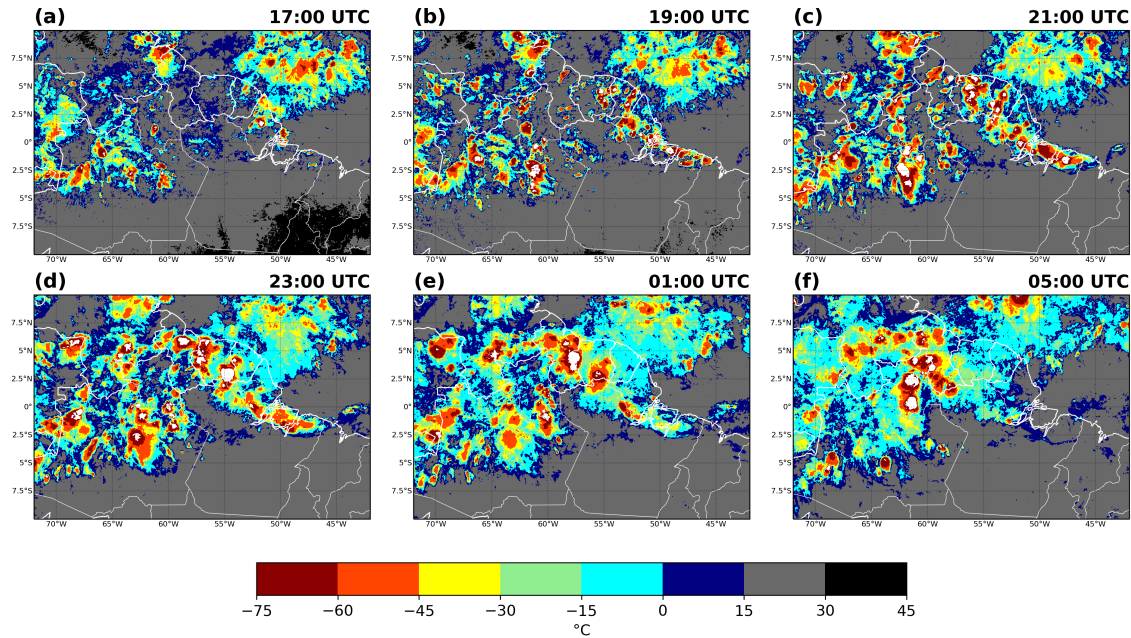 (a) 17:00 UTC
(b) 19:00 UTC
(c) 21:00 UTC
7.5°N 7.5°N 7.5°N
5°N 5°N 5°N
2.5°N 2.5°N 2.5°N
0° 0° 0°
2.5°S 2.5°S 2.5°S
5°S 5°S 5°S
7.5°S 7.5°S 7.5°S
70°W 65°W 60°W 55°W 50°W 45°W
70°W 65°W 60°W 55°W 50°W 45°W
70°W 65°W 60°W 55°W 50°W 45°W
(d) 23:00 UTC
(e) 01:00 UTC
(f) 05:00 UTC
7.5°N 7.5°N 7.5°N
5°N 5°N 5°N
2.5°N 2.5°N 2.5°N
0° 0° 0°
2.5°S 2.5°S 2.5°S
5°S 5°S 5°S
7.5°S 7.5°S 7.5°S
70°W 65°W 60°W 55°W 50°W 45°W
70°W 65°W 60°W 55°W 50°W 45°W
70°W 65°W 60°W 55°W 50°W 45°W
−75 −60 −45 −30 −15 0 15 30 45
°C